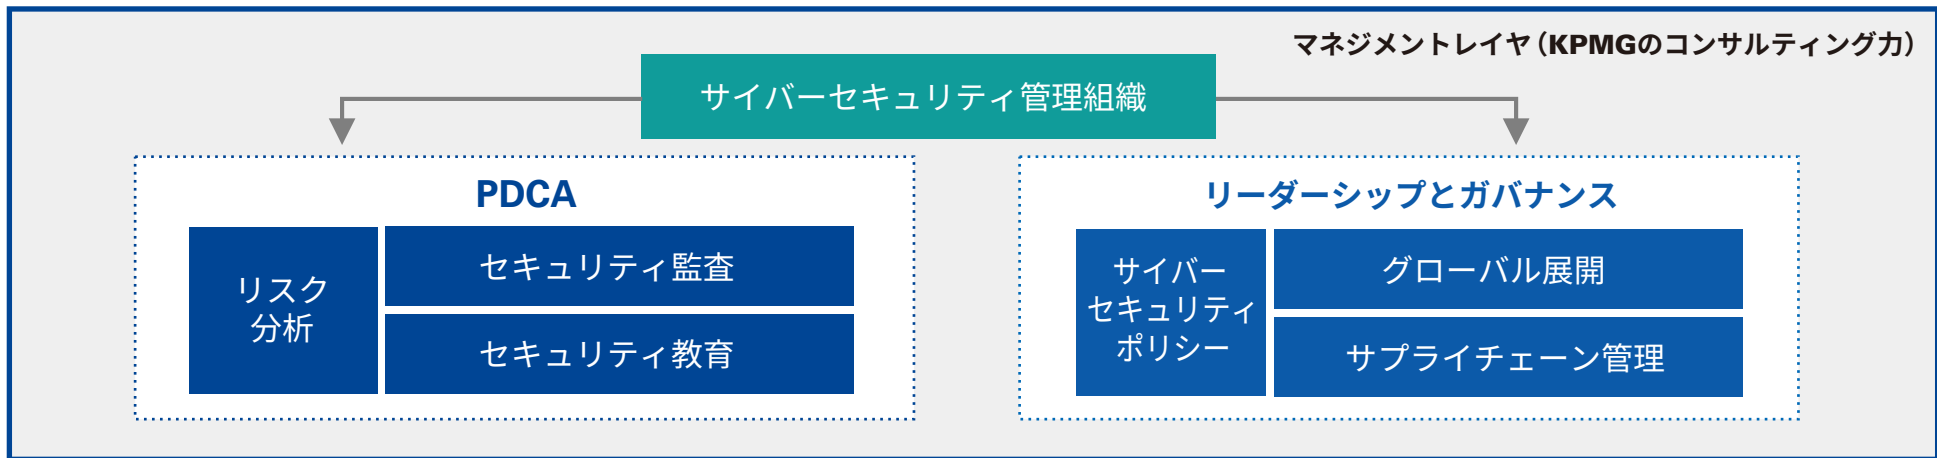 マネジメントレイヤ（KPMGのコンサルティング力）
サイバーセキュリティ管理組織
PDCA
リスク
分析
セキュリティ監査
セキュリティ教育
リーダーシップとガバナンス
サイバー
セキュリティ
ポリシー
グローバル展開
サプライチェーン管理